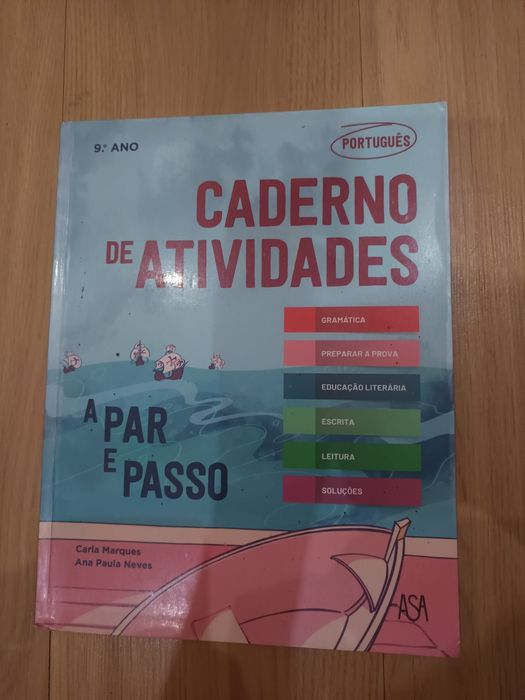 9.º ANO
PORTUGUÊS
CADERNO
DE ATIVIDADES
GRAMÁTICA
PREPARAR A PROVA
EDUCAÇÃO LITERÁRIA
ESCRITA
LEITURA
SOLUÇÕES
A PAR
E PASSO
Carla Marques
Ana Paula Neves
ASA